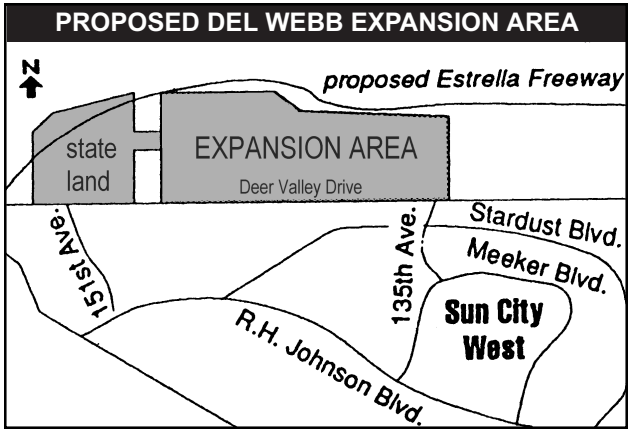 PROPOSED DEL WEBB EXPANSION AREA
N
proposed Estrella Freeway
state
land
EXPANSION AREA
Deer Valley Drive
151st Ave.
135th Ave.
Stardust Blvd.
Meeker Blvd.
Sun City
West
R.H. Johnson Blvd.